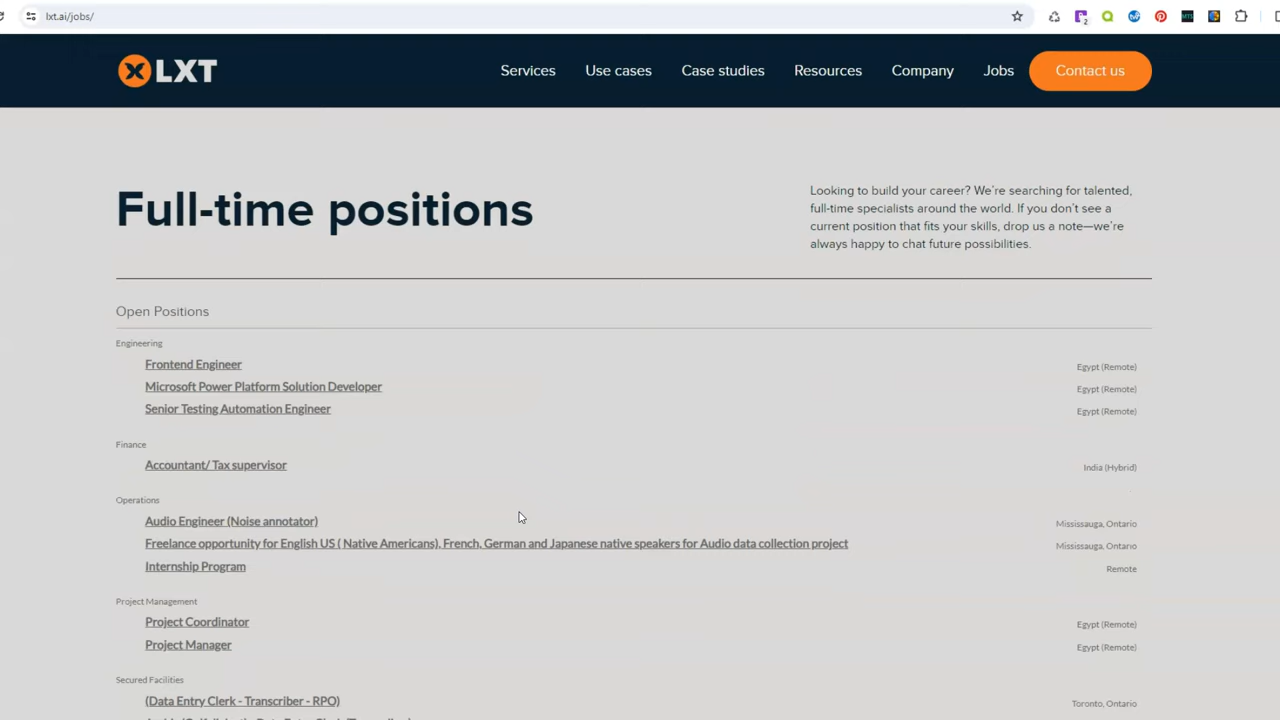 lxt.ai/jobs/
LXT
Services
Use cases
Case studies
Resources
Company
Jobs
Contact us
Full-time positions
Looking to build your career? We're searching for talented,
full-time specialists around the world. If you don't see a
current position that fits your skills, drop us a note—we're
always happy to chat future possibilities.
Open Positions
Engineering
Frontend Engineer
Egypt (Remote)
Microsoft Power Platform Solution Developer
Egypt (Remote)
Senior Testing Automation Engineer
Egypt (Remote)
Finance
Accountant/ Tax supervisor
India (Hybrid)
Operations
Audio Engineer (Noise annotator)
Mississauga, Ontario
Freelance opportunity for English US ( Native Americans), French, German and Japanese native speakers for Audio data collection project
Mississauga, Ontario
Internship Program
Remote
Project Management
Project Coordinator
Egypt (Remote)
Project Manager
Egypt (Remote)
Secured Facilities
(Data Entry Clerk - Transcriber - RPO)
Toronto, Ontario